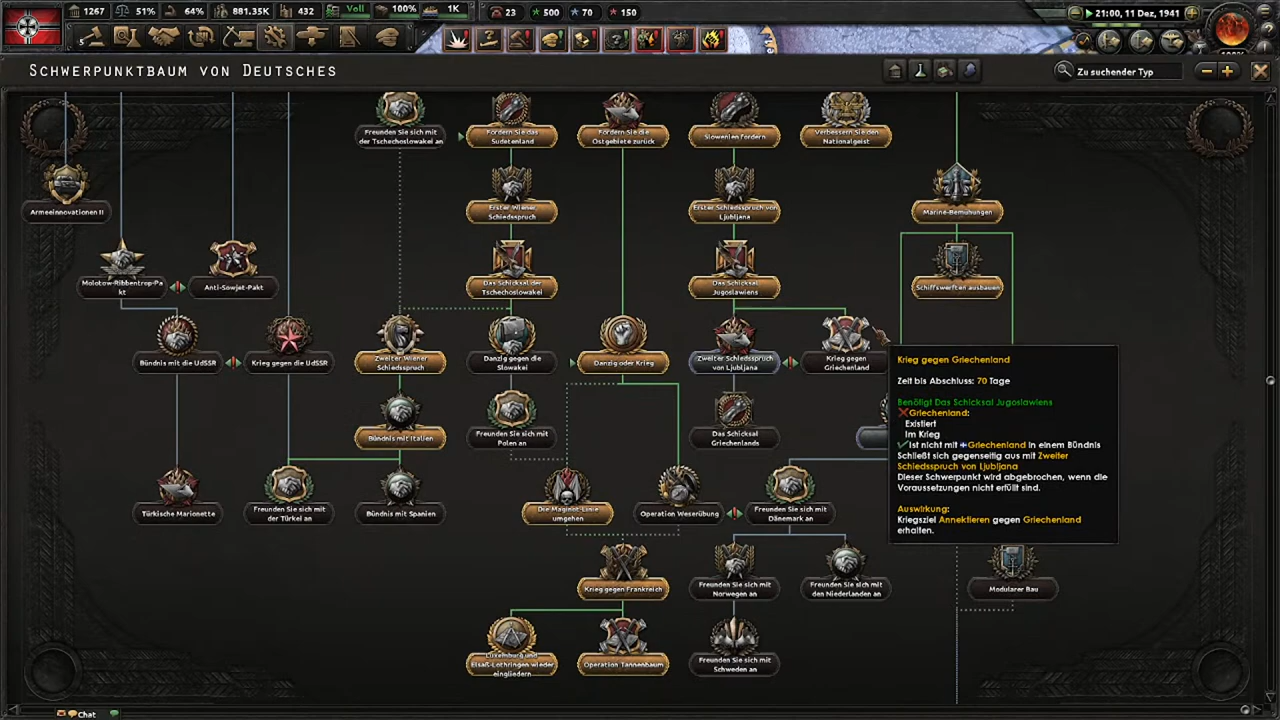 1267
51%
64%
881.35K
432
Voll
100%
1K
23
500
70
150
21:00, 11 Dez, 1941
5
100%
Schwerpunktbaum von Deutsches
Zu suchender Typ
Freunden Sie sich mit
der Tschechoslowakei an
Fordern Sie das
Sudetenland
Fordern Sie die
Ostgebiete zurück
Slowenien fordern
Verbessern Sie den
Nationalgeist
Armeeinnovationen II
Erster Wiener
Schiedsspruch
Erster Schiedsspruch von
Ljubljana
Marine-Bemühungen
Molotow-Ribbentrop-Pa
kt
Anti-Sowjet-Pakt
Das Schicksal der
Tschechoslowakei
Das Schicksal
Jugoslawiens
Schiffswerften ausbauen
Bündnis mit die UdSSR
Krieg gegen die UdSSR
Zweiter Wiener
Schiedsspruch
Danzig gegen die
Slowakei
Danzig oder Krieg
Zweiter Schiedsspruch
von Ljubljana
Krieg gegen
Griechenland
Krieg gegen Griechenland
Zeit bis Abschluss: 70 Tage
Benötigt Das Schicksal Jugoslawiens
Griechenland:
Existiert
Im Krieg
Ist nicht mit Griechenland in einem Bündnis
Schließt sich gegenseitig aus mit Zweiter
Schiedsspruch von Ljubljana
Dieser Schwerpunkt wird abgebrochen, wenn die
Voraussetzungen nicht erfüllt sind.
Auswirkung:
Kriegsziel Annektieren gegen Griechenland
erhalten.
Bündnis mit Italien
Freunden Sie sich mit
Polen an
Das Schicksal
Griechenlands
Türkische Marionette
Freunden Sie sich mit
der Türkei an
Bündnis mit Spanien
Die Maginot-Linie
umgehen
Operation Weserübung
Freunden Sie sich mit
Dänemark an
Krieg gegen Frankreich
Freunden Sie sich mit
Norwegen an
Freunden Sie sich mit
den Niederlanden an
Modularer Bau
Luxemburg und
Elsaß-Lothringen wieder
eingliedern
Operation Tannenbaum
Freunden Sie sich mit
Schweden an
Chat